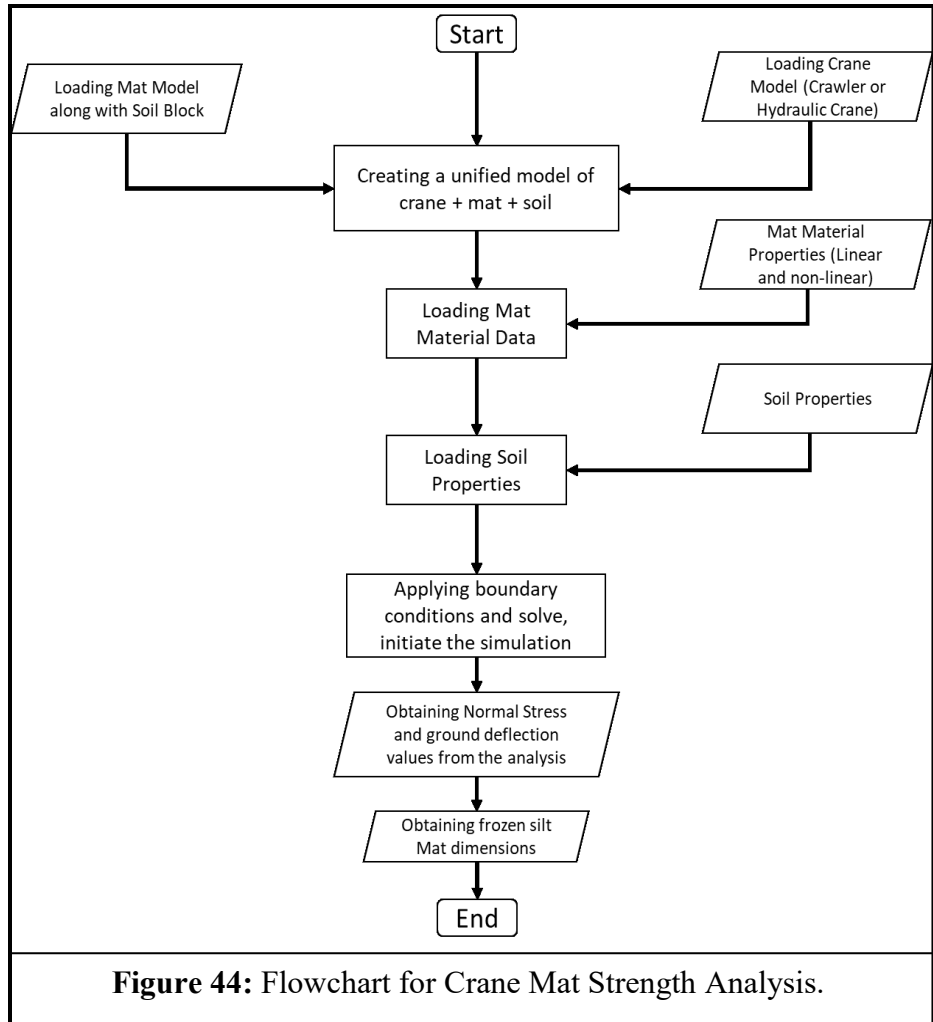 Start
Loading Mat Model
along with Soil Block
Loading Crane
Model (Crawler or
Hydraulic Crane)
Creating a unified model of
crane + mat + soil
Mat Material
Properties (Linear
and non-linear)
Loading Mat
Material Data
Soil Properties
Loading Soil
Properties
Applying boundary
conditions and solve,
initiate the simulation
Obtaining Normal Stress
and ground deflection
values from the analysis
Obtaining frozen silt
Mat dimensions
End
Figure 44: Flowchart for Crane Mat Strength Analysis.